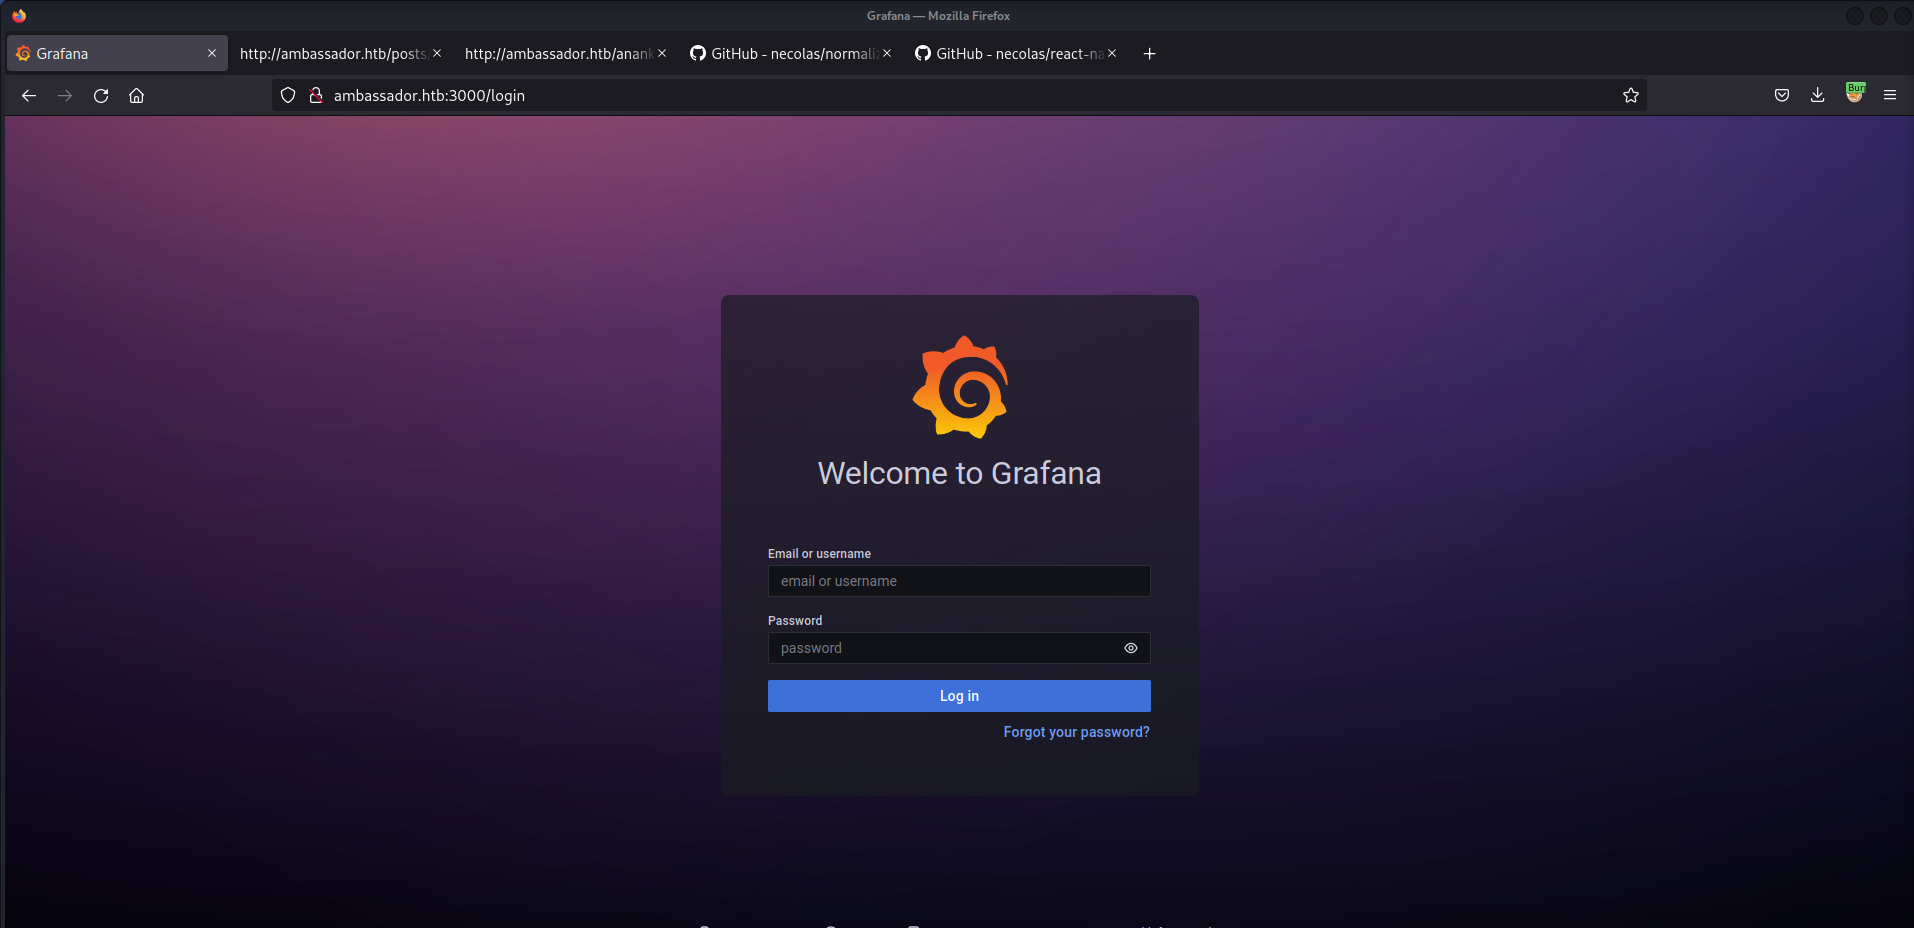 Grafana — Mozilla Firefox
Grafana
http://ambassador.htb/posts/
http://ambassador.htb/anank
GitHub - necolas/normaliz
GitHub - necolas/react-na
ambassador.htb:3000/login
Bur
Welcome to Grafana
Email or username
email or username
Password
password
Log in
Forgot your password?